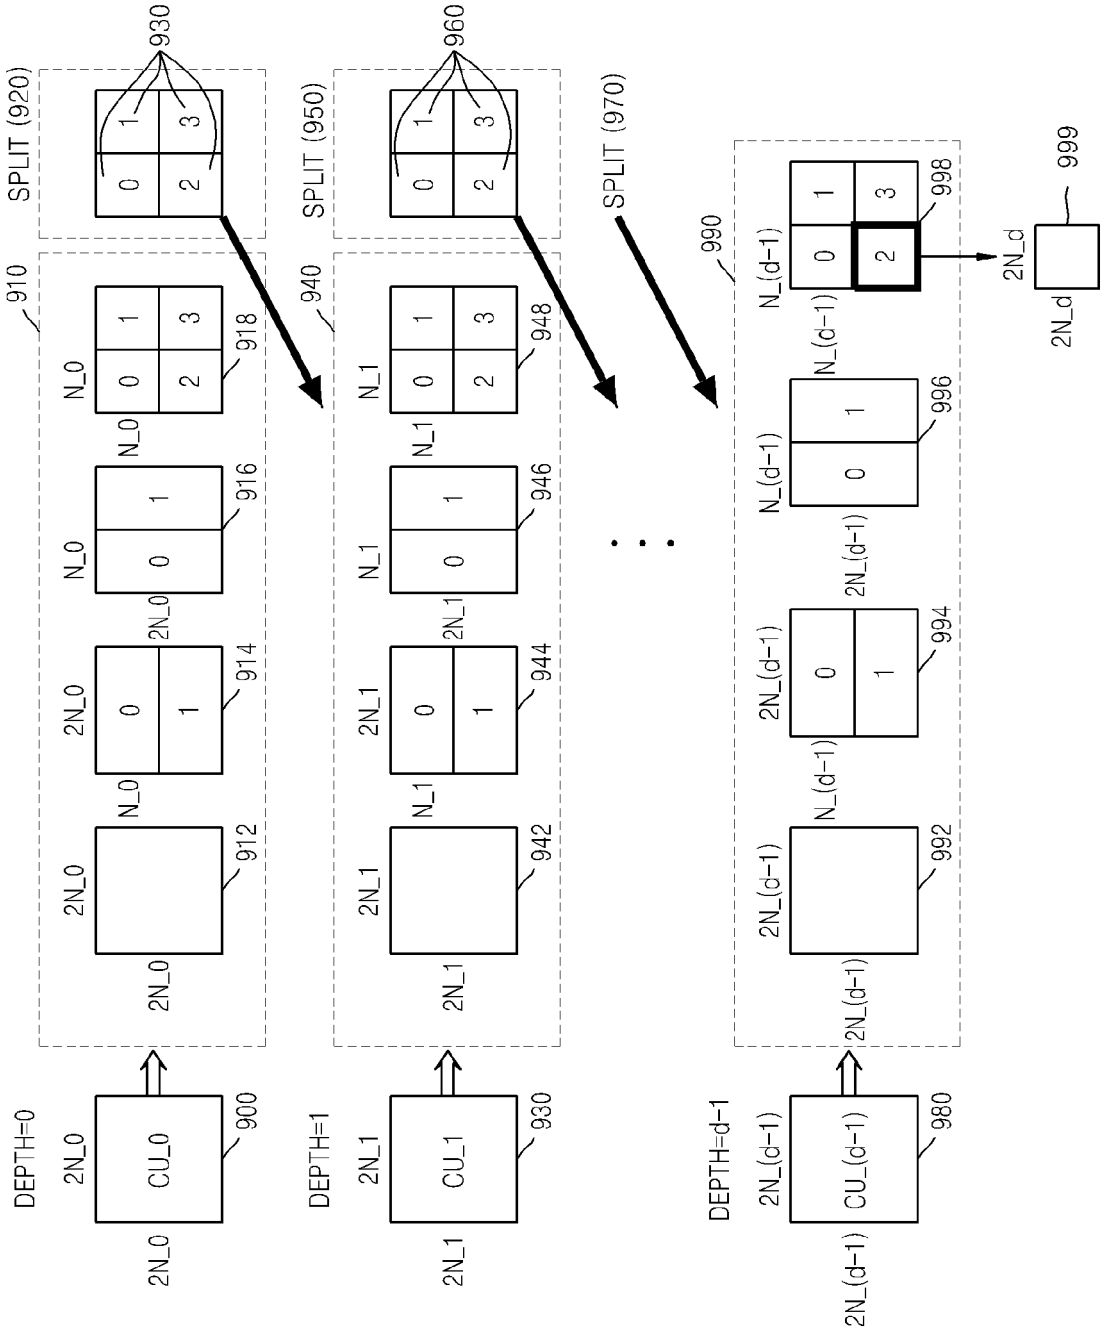 DEPTH=0
2N_0
2N_0
CU_0
900
910
2N_0
2N_0
912
2N_0
N_0
0
1
914
N_0
2N_0
0
1
916
N_0
N_0
0
1
2
3
918
SPLIT (920)
0
1
2
3
930
DEPTH=1
2N_1
2N_1
CU_1
930
940
2N_1
2N_1
942
2N_1
N_1
0
1
944
N_1
2N_1
0
1
946
N_1
N_1
0
1
2
3
948
SPLIT (950)
0
1
2
3
960
SPLIT (970)
DEPTH=d-1
2N_(d-1)
2N_(d-1)
CU_(d-1)
980
990
2N_(d-1)
2N_(d-1)
992
2N_(d-1)
N_(d-1)
0
1
994
N_(d-1)
2N_(d-1)
0
1
996
N_(d-1)
N_(d-1)
0
1
2
3
998
2N_d
2N_d
999